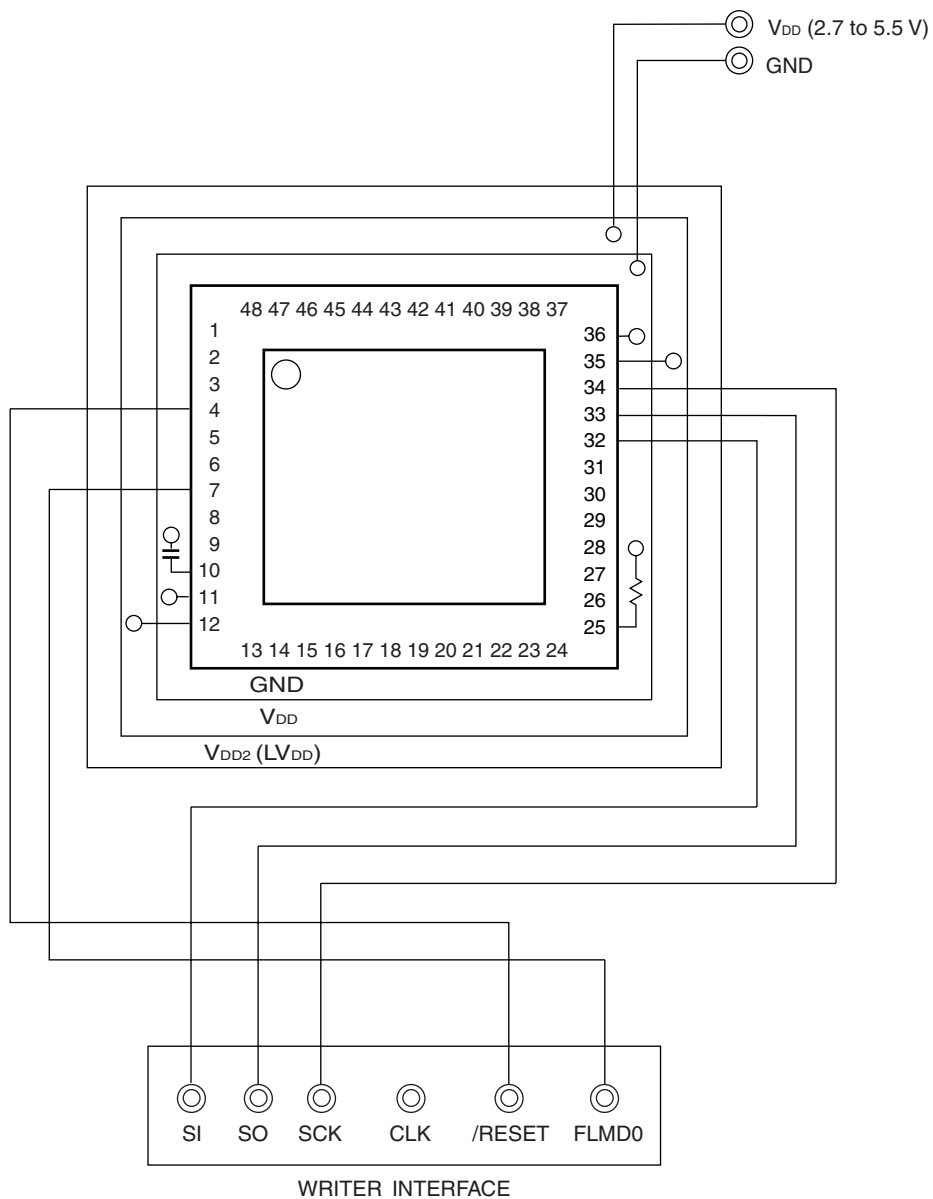 VDD (2.7 to 5.5 V)
GND
48 47 46 45 44 43 42 41 40 39 38 37
1
2
3
4
5
6
7
8
9
10
11
12
36
35
34
33
32
31
30
29
28
27
26
25
13 14 15 16 17 18 19 20 21 22 23 24
GND
VDD
VDD2 (LVDD)
SI SO SCK CLK /RESET FLMD0
WRITER INTERFACE